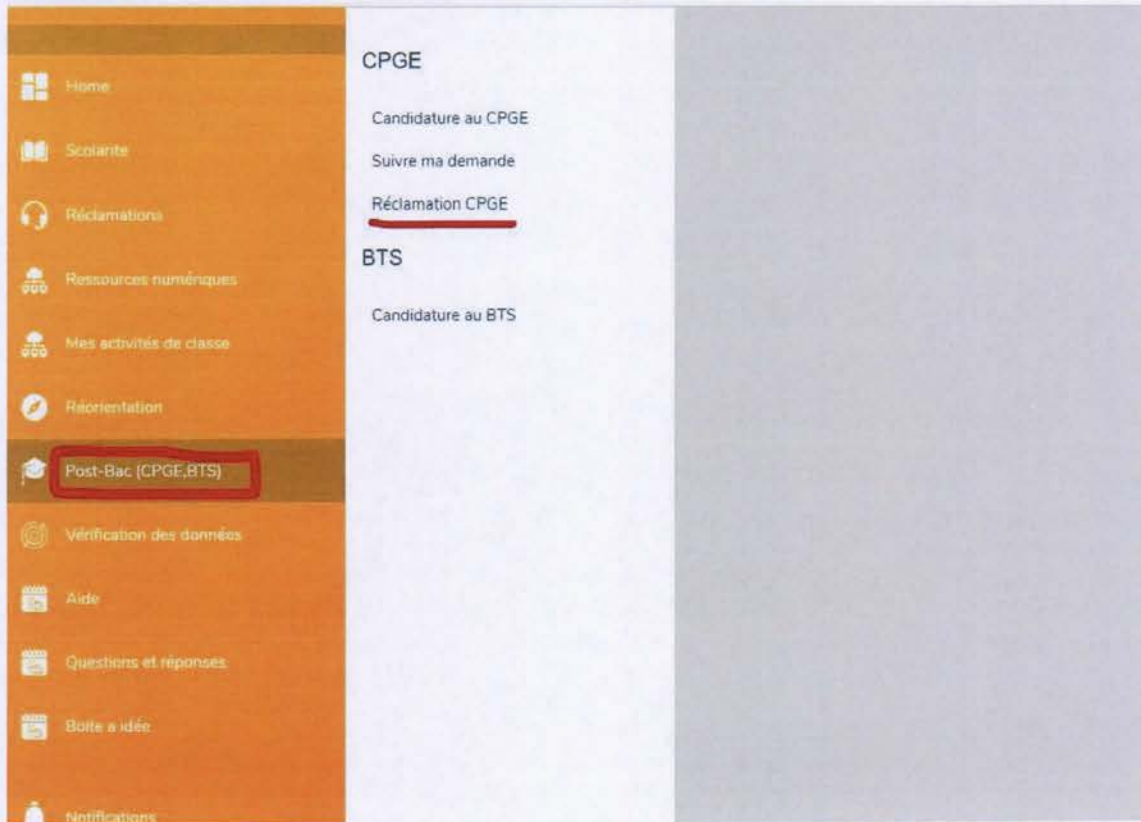 Home
Scolarite
Réclamations
Ressources numériques
Mes activités de classe
Réorientation
Post-Bac (CPGE,BTS)
Vérification des données
Aide
Questions et réponses
Boite a idée
Notifications
CPGE
Candidature au CPGE
Suivre ma demande
Réclamation CPGE
BTS
Candidature au BTS